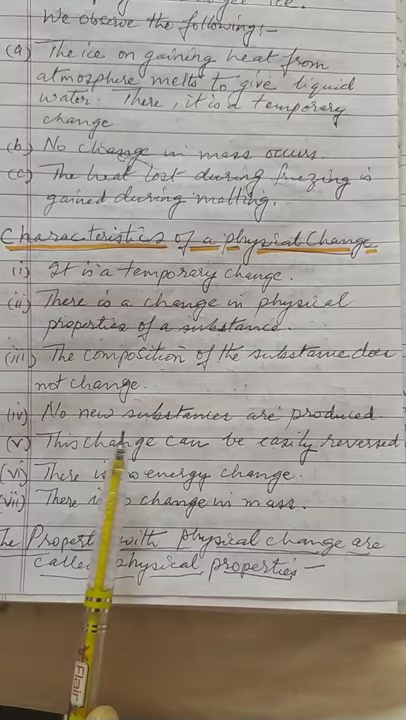 We observe the following:-
(a) The ice on gaining heat from
atmosphere melts to give liquid
water. There, it is a temporary
change.
(b) No change in mass occurs.
(c) The heat lost during freezing is
gained during melting.
Characteristics of a physical Change
(i) It is a temporary change.
(ii) There is a change in physical
properties of a substance.
(iii) The composition of the substance does
not change.
(iv) No new substances are produced
(v) This change can be easily reversed
(vi) There is no energy change.
(vii) There is change in mass.
The Propert with physical change are
called physical properties -
Flair